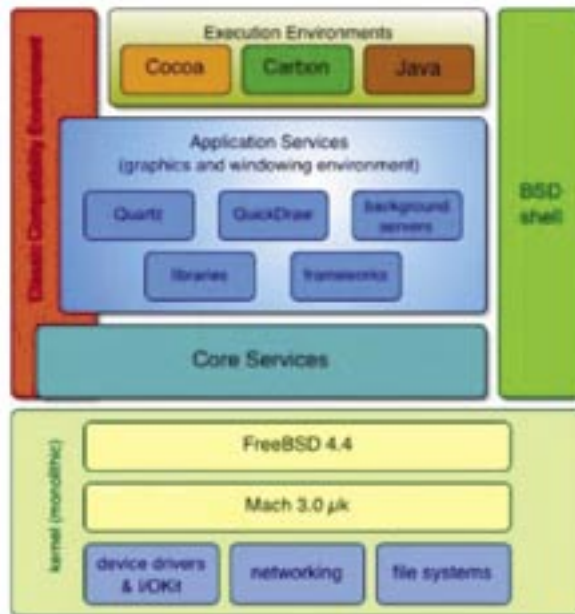 Execution Environments
Cocoa
Carbon
Java
Classic Compatibility Environment
Application Services
(graphics and windowing environment)
Quartz
QuickDraw
background
servers
libraries
frameworks
BSD
shell
Core Services
kernel (monolithic)
FreeBSD 4.4
Mach 3.0 µk
device drivers
& I/OKit
networking
file systems